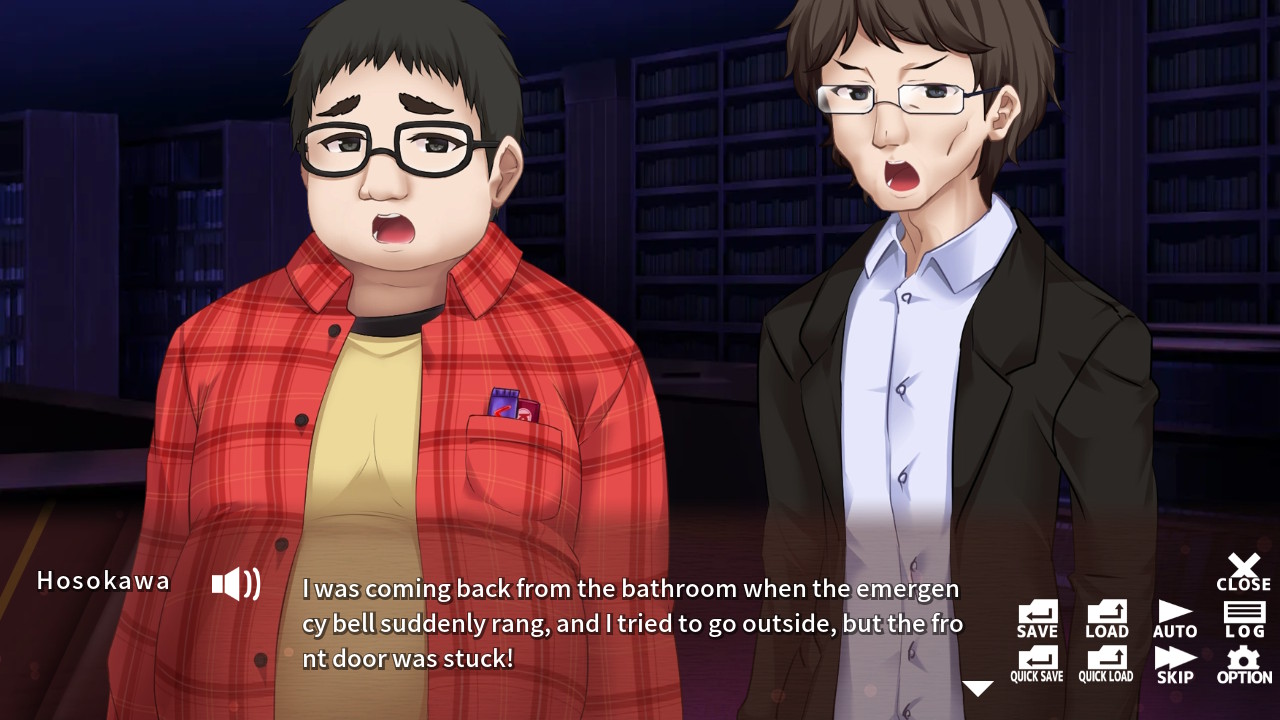 Hosokawa
I was coming back from the bathroom when the emergen
cy bell suddenly rang, and I tried to go outside, but the fro
nt door was stuck!
CLOSE
SAVE
LOAD
AUTO
LOG
QUICK SAVE
QUICK LOAD
SKIP
OPTION